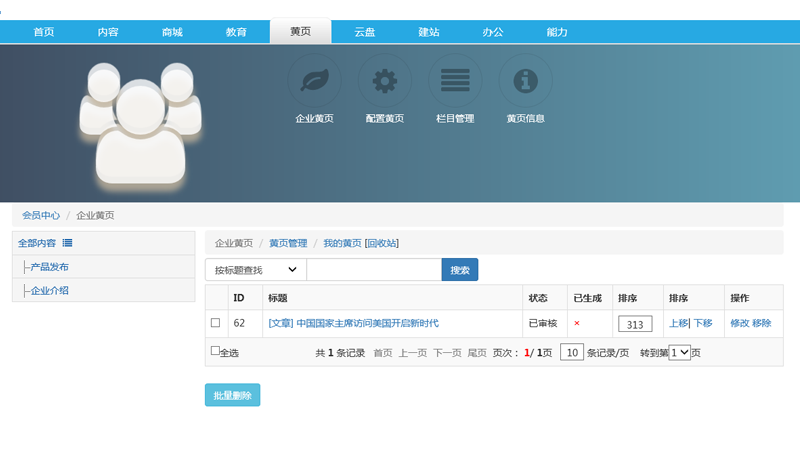 首页 内容 商城 教育 黄页 云盘 建站 办公 能力
企业黄页 配置黄页 栏目管理 黄页信息
会员中心 / 企业黄页
全部内容
├产品发布
├企业介绍
企业黄页 / 黄页管理 / 我的黄页 [回收站]
按标题查找 搜索
ID 标题 状态 已生成 排序 排序 操作
62 [文章] 中国国家主席访问美国开启新时代 已审核 × 313 上移| 下移 修改 移除
全选 共 1 条记录 首页 上一页 下一页 尾页 页次： 1/ 1页 10 条记录/页 转到第 1 页
批量删除